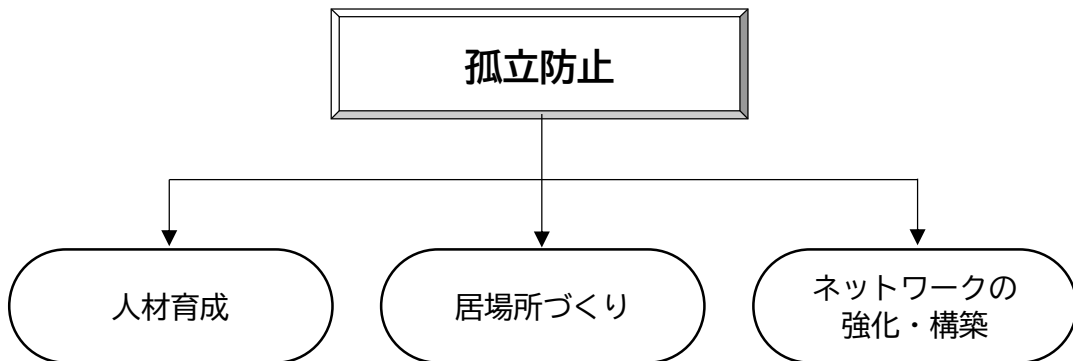 孤立防止
人材育成
居場所づくり
ネットワークの
強化・構築